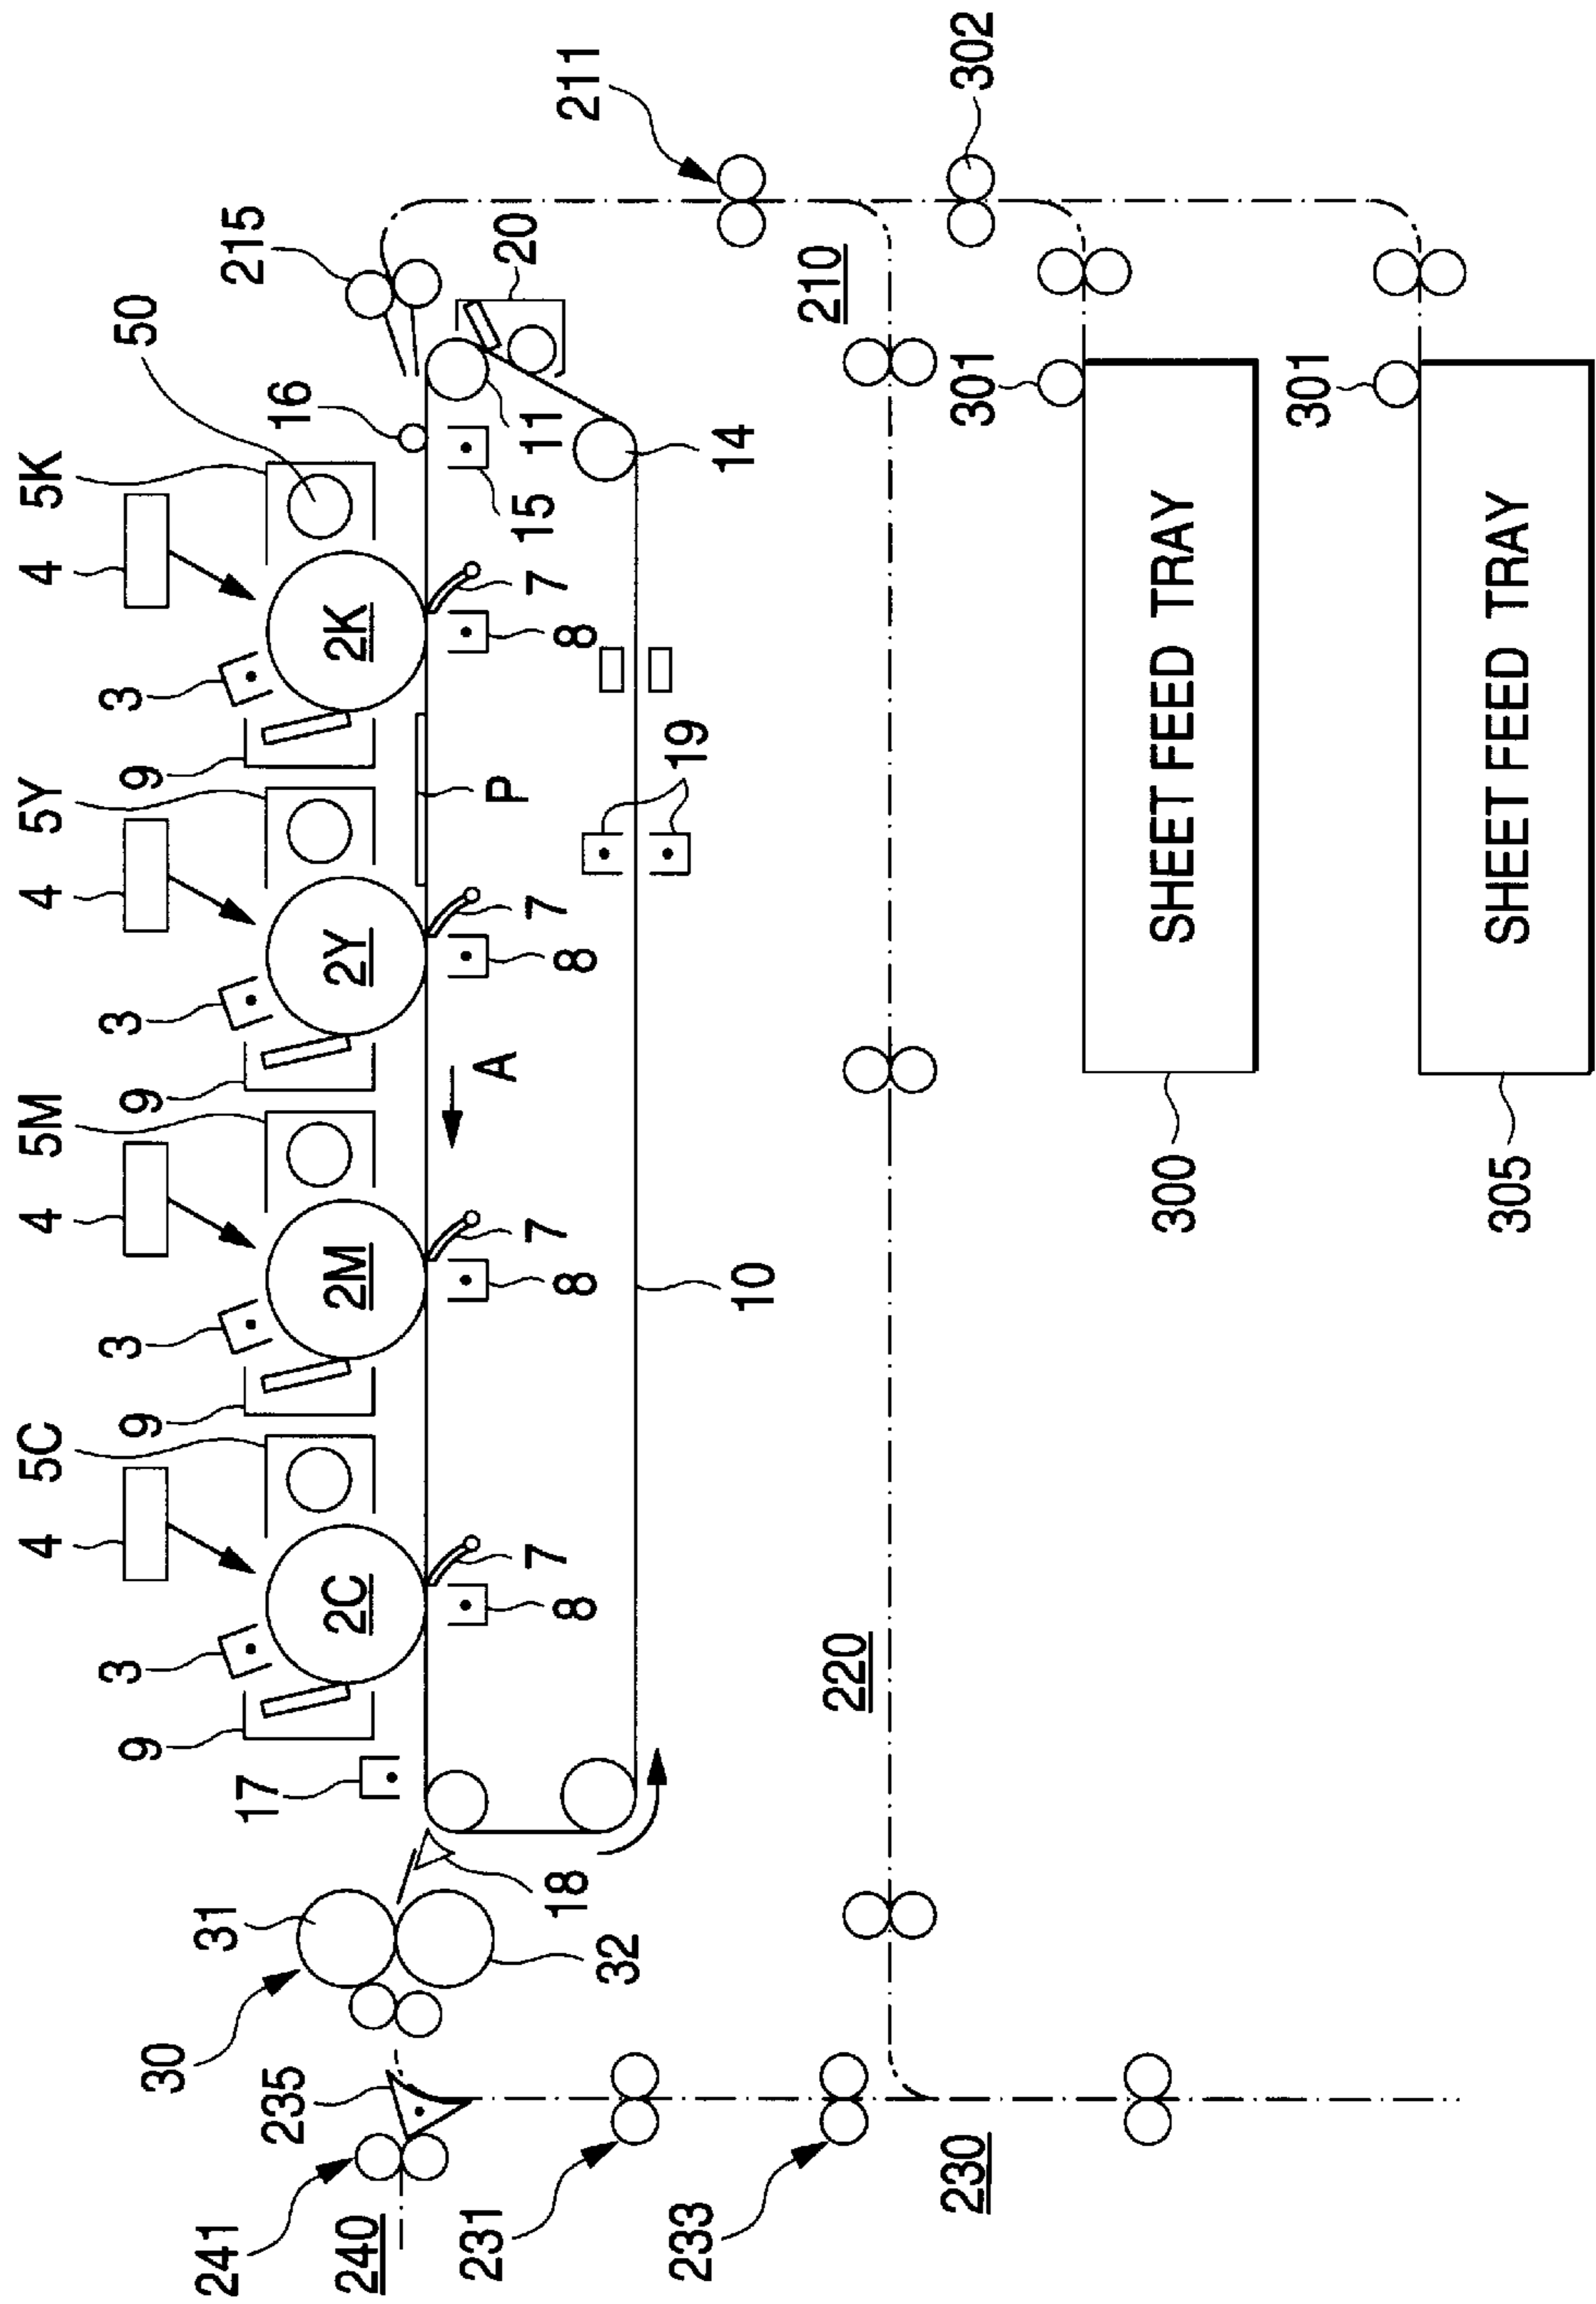 4 5C 4 5M 4 5Y 4 5K
3 3 3 3 50
9 9 9 9 16 215
17
2C 2M 2Y 2K
31
30
235
241
240
7 7 7 7
8 8 8 8
A
P
15
11
20
211
18
32
19
14
10
231
233
220
210
230
302
301
SHEET FEED TRAY
300
301
SHEET FEED TRAY
305